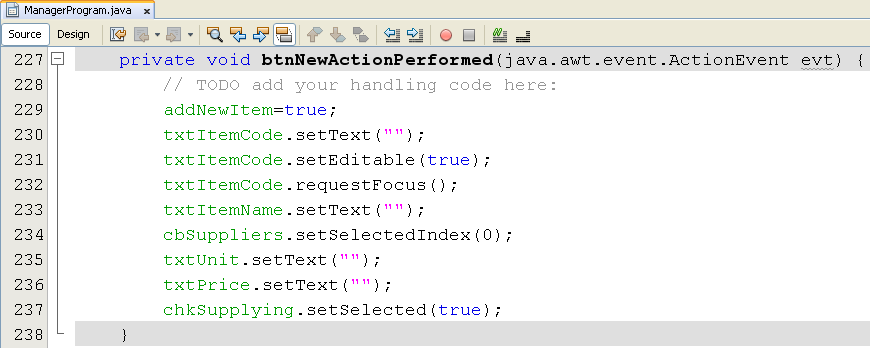 ManagerProgram.java x
Source Design
227 private void btnNewActionPerformed(java.awt.event.ActionEvent evt) {
228 // TODO add your handling code here:
229 addNewItem=true;
230 txtItemCode.setText("");
231 txtItemCode.setEditable(true);
232 txtItemCode.requestFocus();
233 txtItemName.setText("");
234 cbSuppliers.setSelectedIndex(0);
235 txtUnit.setText("");
236 txtPrice.setText("");
237 chkSupplying.setSelected(true);
238 }